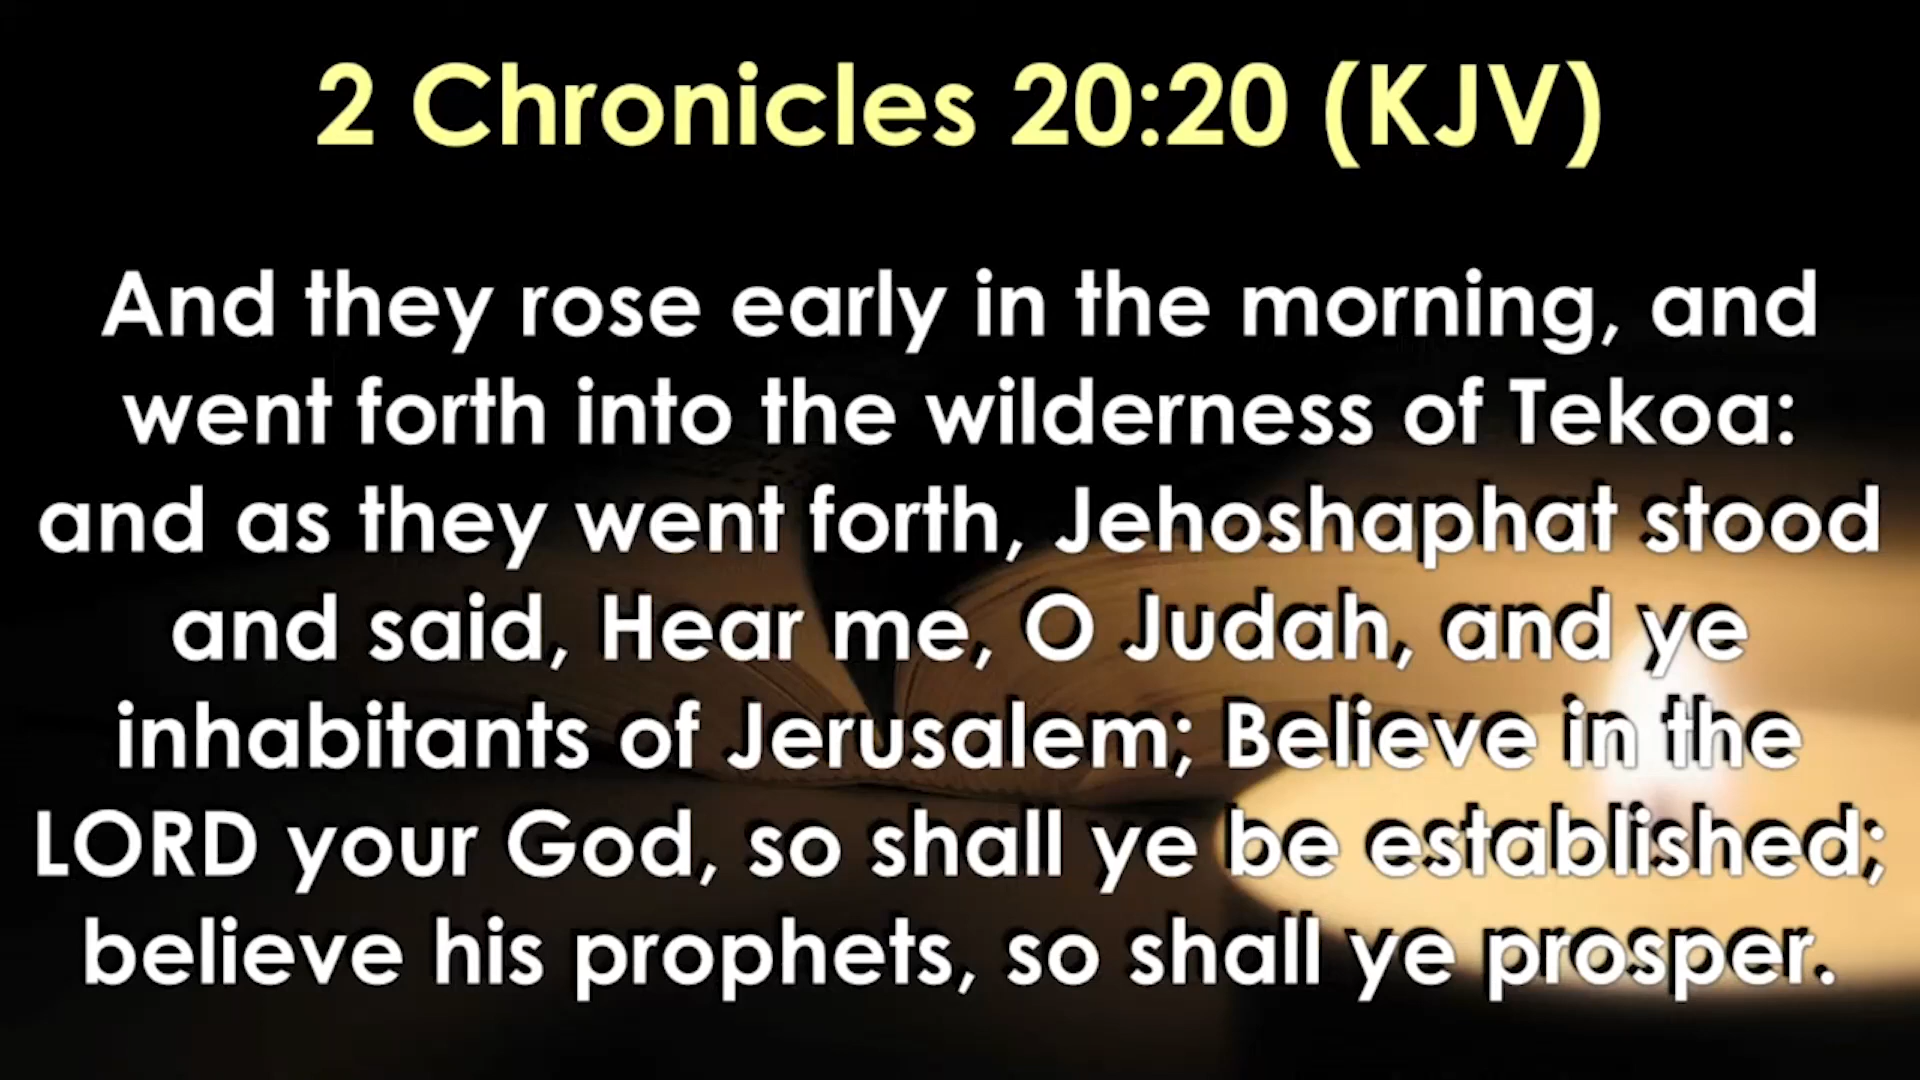 2 Chronicles 20:20 (KJV)
And they rose early in the morning, and
went forth into the wilderness of Tekoa:
and as they went forth, Jehoshaphat stood
and said, Hear me, O Judah, and ye
inhabitants of Jerusalem; Believe in the
LORD your God, so shall ye be established;
believe his prophets, so shall ye prosper.